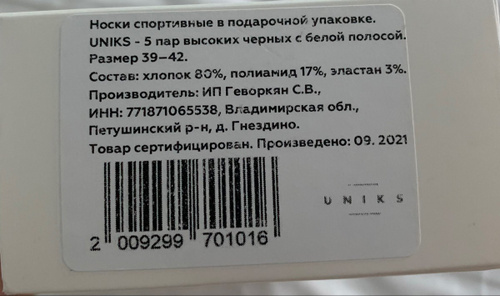 Носки спортивные в подарочной упаковке.
UNIKS - 5 пар высоких черных с белой полосой.
Размер 39–42.
Состав: хлопок 80%, полиамид 17%, эластан 3%.
Производитель: ИП Геворкян С.В.,
ИНН: 771871065538, Владимирская обл.,
Петушинский р-н, д. Гнездино.
Товар сертифицирован. Произведено: 09. 2021
UNIKS
2 009299 701016